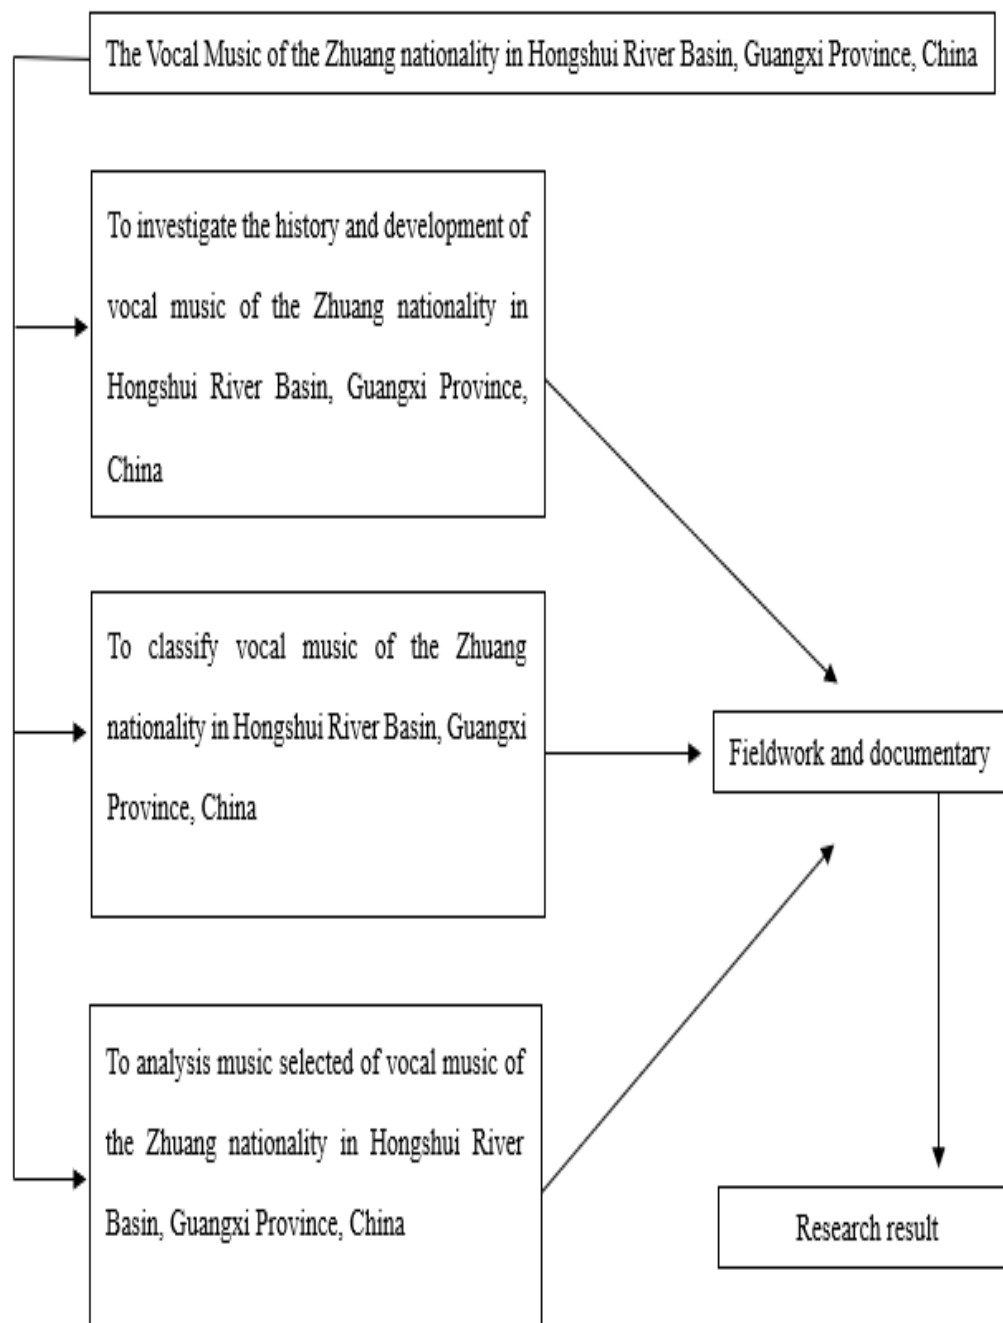 The Vocal Music of the Zhuang nationality in Hongshui River Basin, Guangxi Province, China
To investigate the history and development of
vocal music of the Zhuang nationality in
Hongshui River Basin, Guangxi Province,
China
To classify vocal music of the Zhuang
nationality in Hongshui River Basin, Guangxi
Province, China
Fieldwork and documentary
To analysis music selected of vocal music of
the Zhuang nationality in Hongshui River
Basin, Guangxi Province, China
Research result